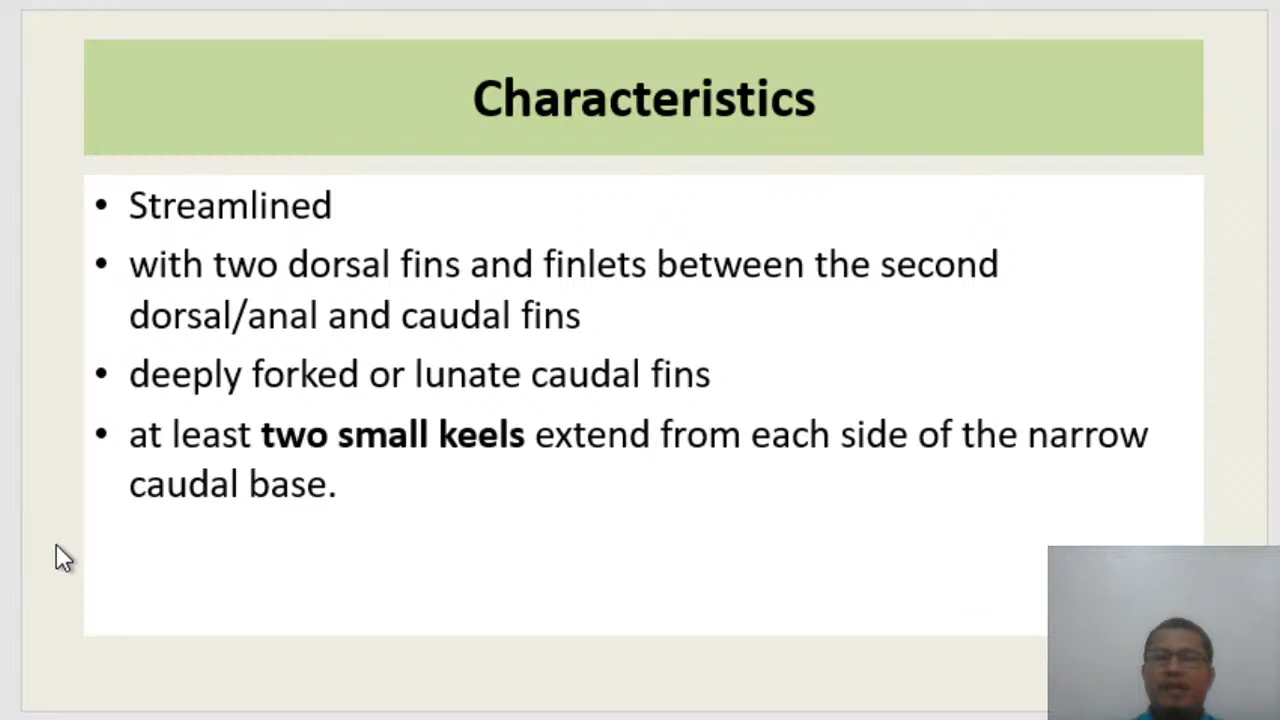 Characteristics
• Streamlined
• with two dorsal fins and finlets between the second
dorsal/anal and caudal fins
• deeply forked or lunate caudal fins
• at least two small keels extend from each side of the narrow
caudal base.